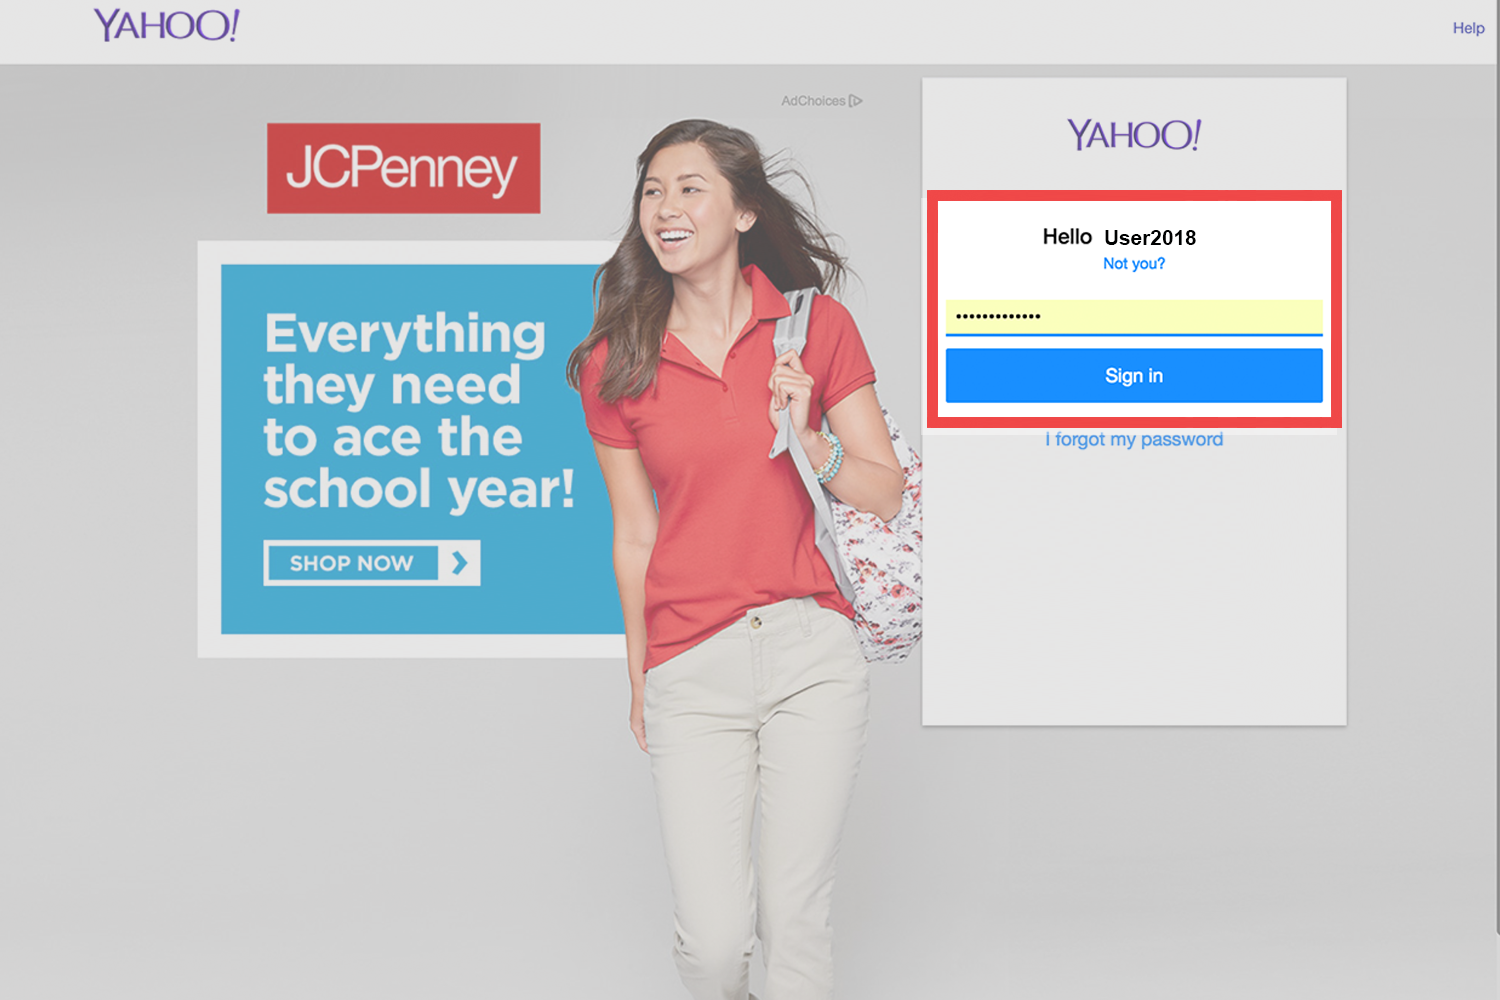 YAHOO!
Help
AdChoices
JCPenney
Everything
they need
to ace the
school year!
SHOP NOW
YAHOO!
Hello User2018
Not you?
•••••••••••••
Sign in
I forgot my password